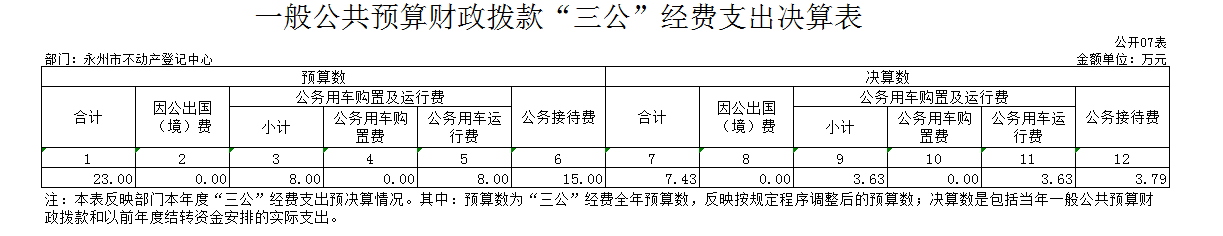 一般公共预算财政拨款“三公”经费支出决算表
公开07表
部门：永州市不动产登记中心 金额单位：万元
预算数 决算数
合计 因公出国（境）费 公务用车购置及运行费 公务接待费 合计 因公出国（境）费 公务用车购置及运行费 公务接待费
小计 公务用车购置费 公务用车运行费 小计 公务用车购置费 公务用车运行费
1 2 3 4 5 6 7 8 9 10 11 12
23.00 0.00 8.00 0.00 8.00 15.00 7.43 0.00 3.63 0.00 3.63 3.79
注：本表反映部门本年度“三公”经费支出预决算情况。其中：预算数为“三公”经费全年预算数，反映按规定程序调整后的预算数；决算数是包括当年一般公共预算财
政拨款和以前年度结转资金安排的实际支出。